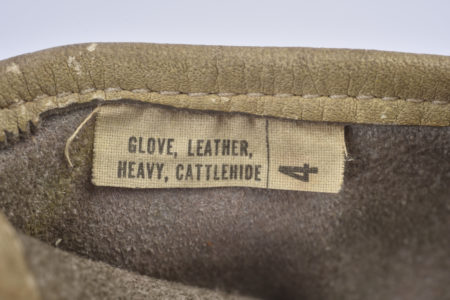 GLOVE, LEATHER,
HEAVY, CATTLEHIDE
4